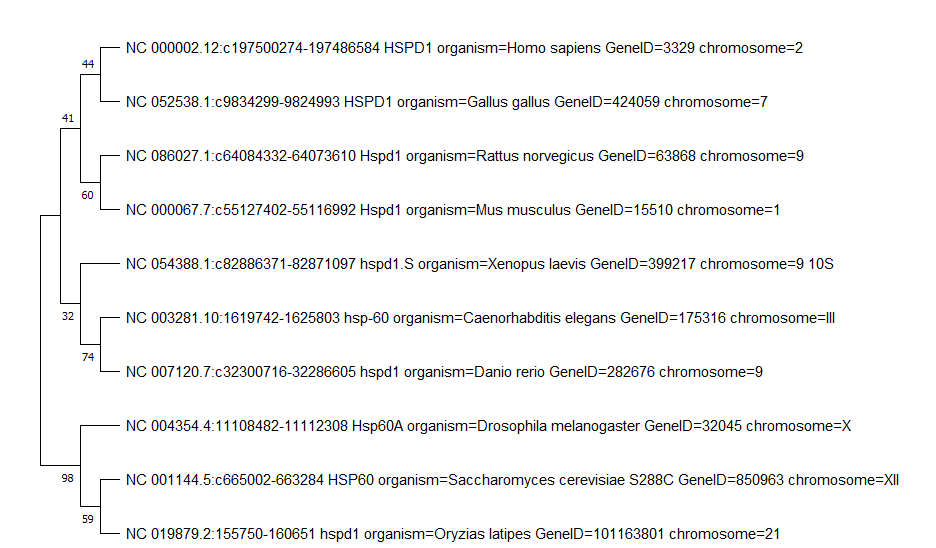 NC 000002.12:c197500274-197486584 HSPD1 organism=Homo sapiens GeneID=3329 chromosome=2
44
NC 052538.1:c9834299-9824993 HSPD1 organism=Gallus gallus GeneID=424059 chromosome=7
41
NC 086027.1:c64084332-64073610 Hspd1 organism=Rattus norvegicus GeneID=63868 chromosome=9
60
NC 000067.7:c55127402-55116992 Hspd1 organism=Mus musculus GeneID=15510 chromosome=1
NC 054388.1:c82886371-82871097 hspd1.S organism=Xenopus laevis GeneID=399217 chromosome=9 10S
32
NC 003281.10:1619742-1625803 hsp-60 organism=Caenorhabditis elegans GeneID=175316 chromosome=III
74
NC 007120.7:c32300716-32286605 hspd1 organism=Danio rerio GeneID=282676 chromosome=9
NC 004354.4:11108482-11112308 Hsp60A organism=Drosophila melanogaster GeneID=32045 chromosome=X
98
NC 001144.5:c665002-663284 HSP60 organism=Saccharomyces cerevisiae S288C GeneID=850963 chromosome=XII
59
NC 019879.2:155750-160651 hspd1 organism=Oryzias latipes GeneID=101163801 chromosome=21